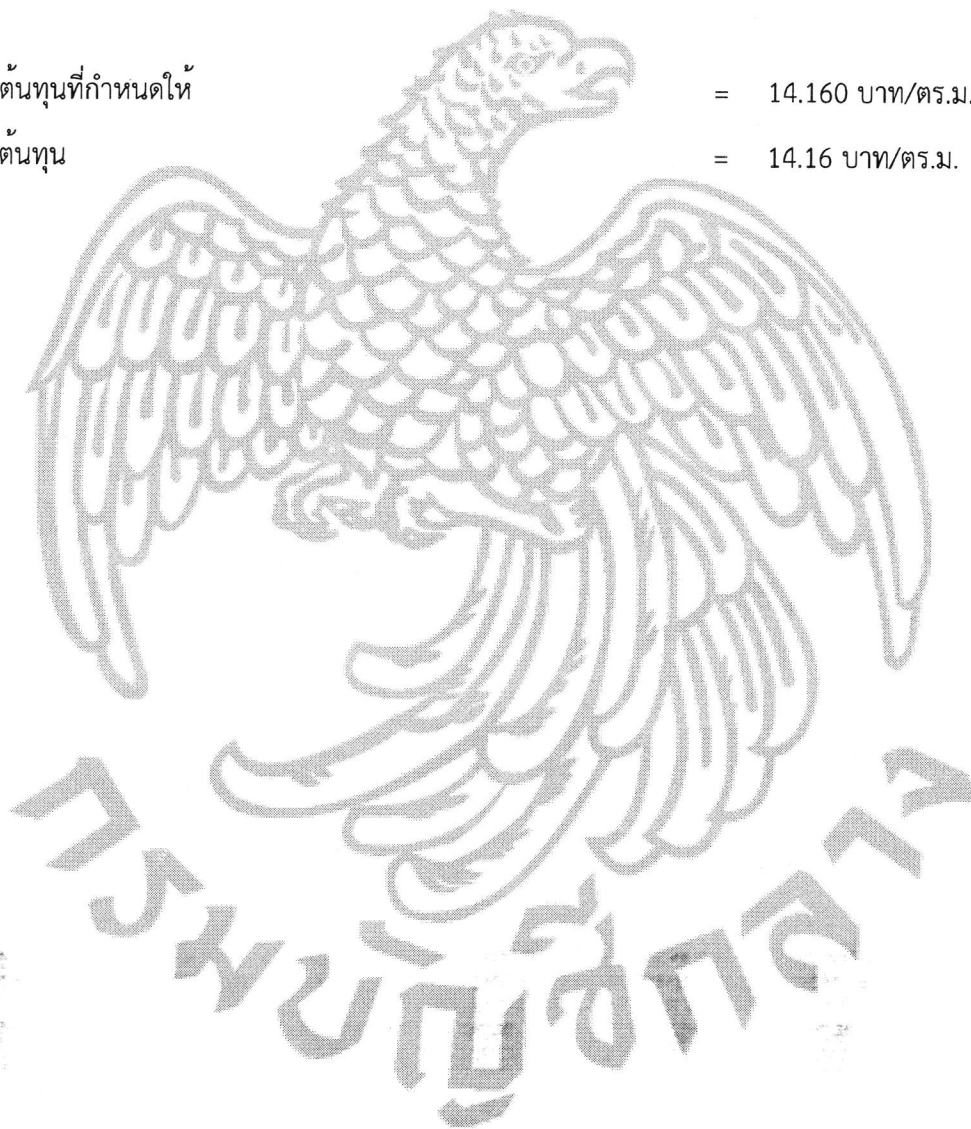 ต้นทุนที่กำหนดให้ = 14.160 บาท/ตร.ม.
ต้นทุน = 14.16 บาท/ตร.ม.
กรมบัญชีกลาง